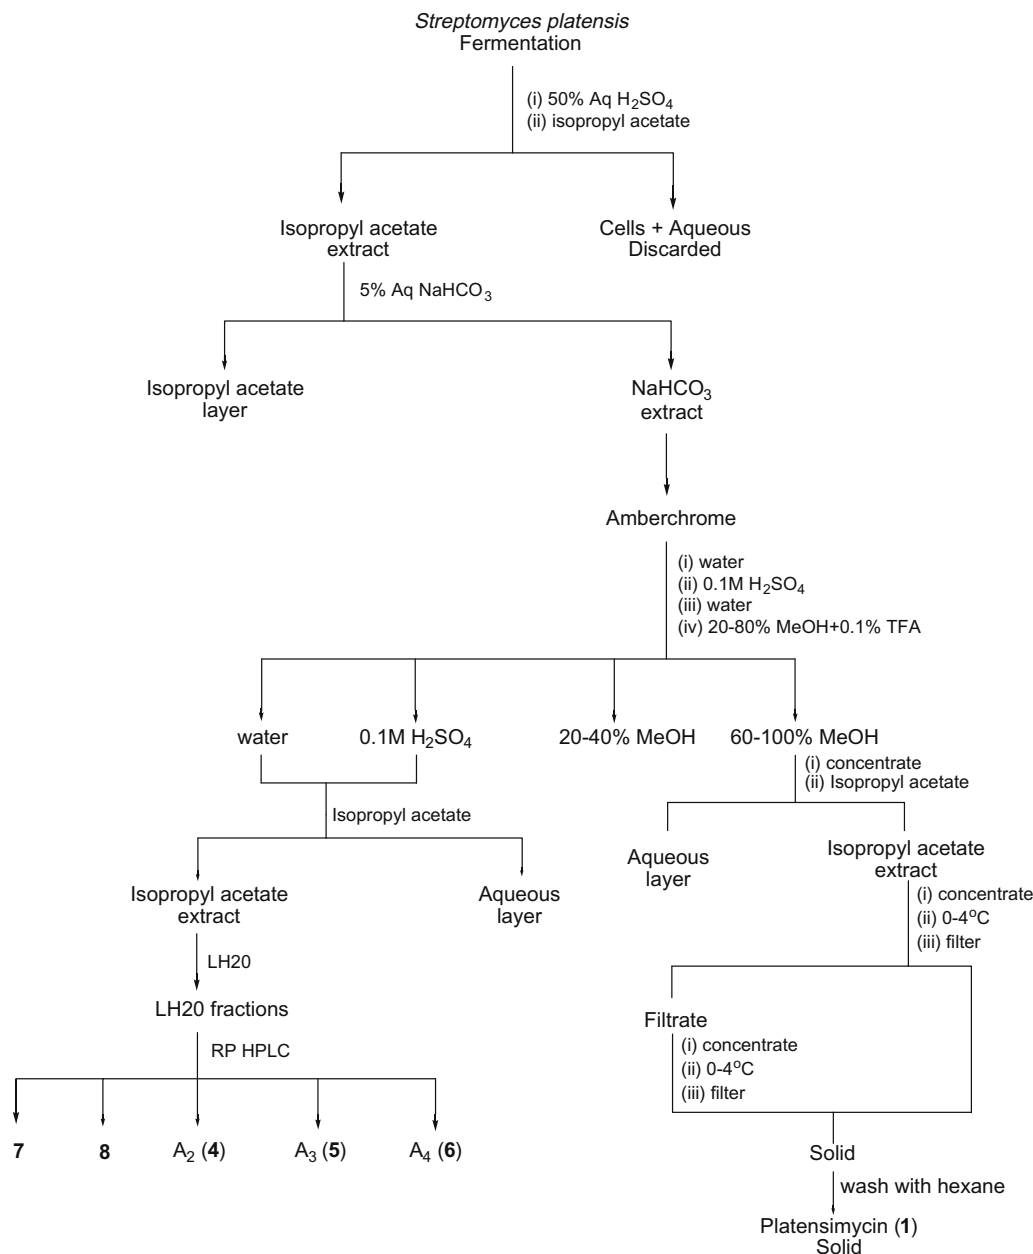 Streptomyces platensis
Fermentation
(i) 50% Aq H₂SO₄
(ii) isopropyl acetate
Isopropyl acetate
extract
Cells + Aqueous
Discarded
5% Aq NaHCO₃
Isopropyl acetate
layer
NaHCO₃
extract
Amberchrome
(i) water
(ii) 0.1M H₂SO₄
(iii) water
(iv) 20-80% MeOH+0.1% TFA
water
0.1M H₂SO₄
20-40% MeOH
60-100% MeOH
(i) concentrate
(ii) Isopropyl acetate
Isopropyl acetate
Aqueous
layer
Isopropyl acetate
extract
Isopropyl acetate
extract
Aqueous
layer
(i) concentrate
(ii) 0-4°C
(iii) filter
LH20
LH20 fractions
RP HPLC
Filtrate
(i) concentrate
(ii) 0-4°C
(iii) filter
7
8
A₂ (4)
A₃ (5)
A₄ (6)
Solid
wash with hexane
Platensimycin (1)
Solid